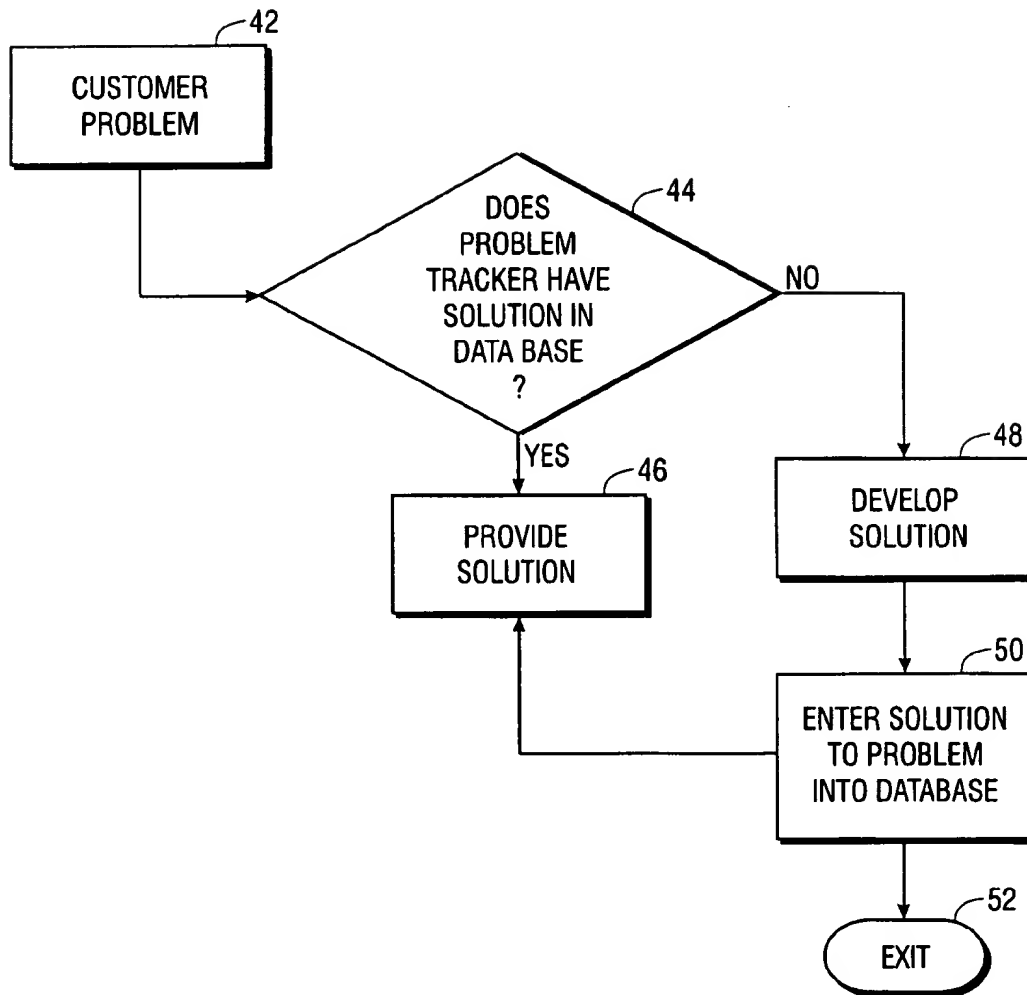 42
CUSTOMER
PROBLEM
44
DOES
PROBLEM
TRACKER HAVE
SOLUTION IN
DATA BASE
?
NO
YES
46
PROVIDE
SOLUTION
48
DEVELOP
SOLUTION
50
ENTER SOLUTION
TO PROBLEM
INTO DATABASE
52
EXIT